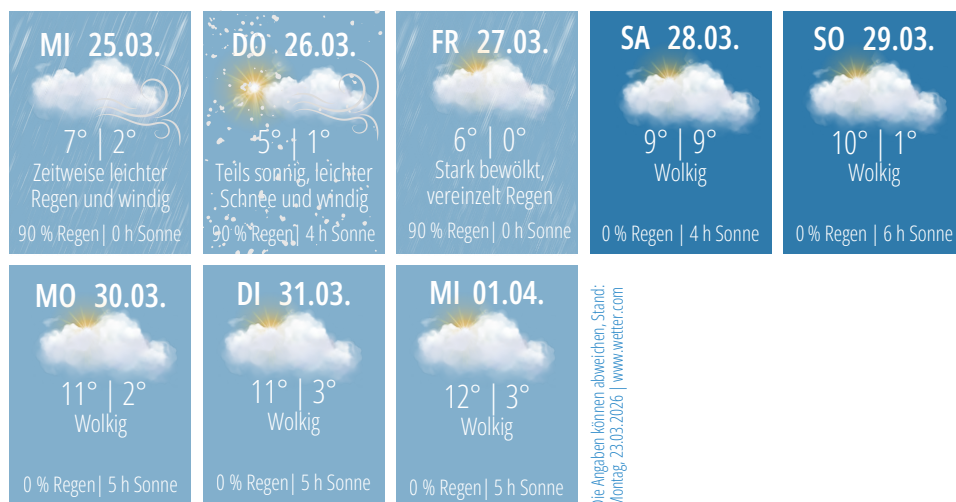 MI 25.03.
7° | 2°
Zeitweise leichter
Regen und windig
90 % Regen| 0 h Sonne
DO 26.03.
5° | 1°
Teils sonnig, leichter
Schnee und windig
90 % Regen| 4 h Sonne
FR 27.03.
6° | 0°
Stark bewölkt,
vereinzelt Regen
90 % Regen| 0 h Sonne
SA 28.03.
9° | 9°
Wolkig
0 % Regen | 4 h Sonne
SO 29.03.
10° | 1°
Wolkig
0 % Regen | 6 h Sonne
MO 30.03.
11° | 2°
Wolkig
0 % Regen| 5 h Sonne
DI 31.03.
11° | 3°
Wolkig
0 % Regen| 5 h Sonne
MI 01.04.
12° | 3°
Wolkig
0 % Regen| 5 h Sonne
Die Angaben können abweichen, Stand:
Montag, 23.03.2026 | www.wetter.com